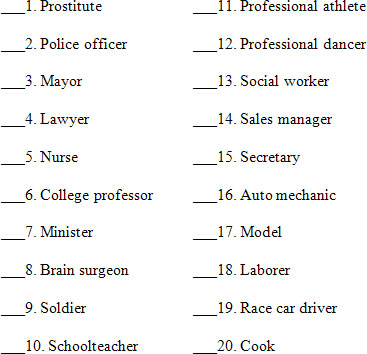 ___1. Prostitute
___2. Police officer
___3. Mayor
___4. Lawyer
___5. Nurse
___6. College professor
___7. Minister
___8. Brain surgeon
___9. Soldier
___10. Schoolteacher
___11. Professional athlete
___12. Professional dancer
___13. Social worker
___14. Sales manager
___15. Secretary
___16. Auto mechanic
___17. Model
___18. Laborer
___19. Race car driver
___20. Cook